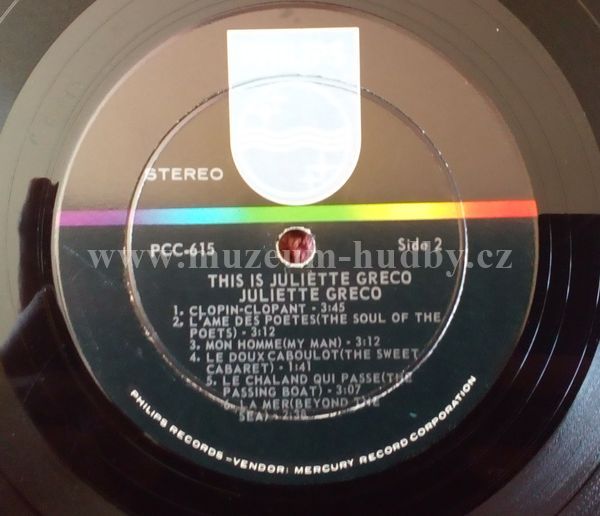 STEREO
PCC-615 Side 2
www.muzeum-hudby.cz
THIS IS JULIETTE GRECO
JULIETTE GRECO
1. CLOPIN-CLOPANT - 3:45
2. L'AME DES POETES(THE SOUL OF THE
POETS) - 3:12
3. MON HOMME(MY MAN) - 3:12
4. LE DOUX CABOULOT(THE SWEET
CABARET) - 1:41
5. LE CHALAND QUI PASSE(THE
PASSING BOAT) - 3:07
6. LA MER(BEYOND THE
SEA) - 2:38
PHILIPS RECORDS-VENDOR: MERCURY RECORD CORPORATION